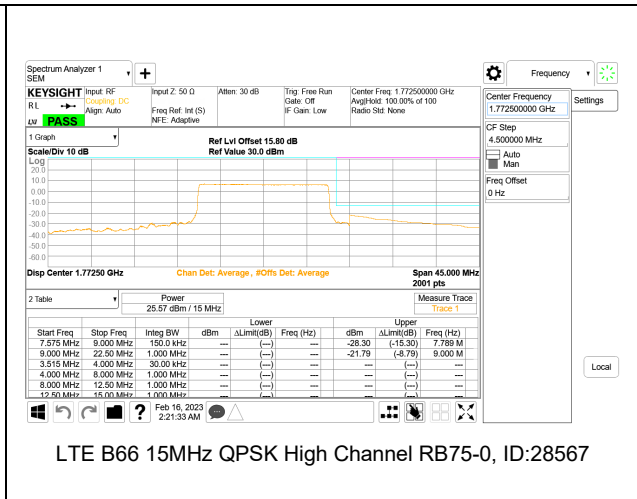 Spectrum Analyzer 1
SEM
+
Frequency
KEYSIGHT
RL
LXI PASS
Input: RF
Coupling: DC
Align: Auto
Input Z: 50 Ω
Freq Ref: Int (S)
NFE: Adaptive
Atten: 30 dB
Trig: Free Run
Gate: Off
IF Gain: Low
Center Freq: 1.772500000 GHz
Avg|Hold: 100.00% of 100
Radio Std: None
Center Frequency
1.772500000 GHz
Settings
CF Step
4.500000 MHz
Auto
Man
Freq Offset
0 Hz
1 Graph
Scale/Div 10 dB
Ref Lvl Offset 15.80 dB
Ref Value 30.0 dBm
Log
20.0
10.0
0.00
-10.0
-20.0
-30.0
-40.0
-50.0
-60.0
Disp Center 1.77250 GHz
Chan Det: Average , #Offs Det: Average
Span 45.000 MHz
2001 pts
2 Table
Power
25.57 dBm / 15 MHz
Measure Trace
Trace 1
Lower Upper
Start Freq Stop Freq Integ BW dBm ΔLimit(dB) Freq (Hz) dBm ΔLimit(dB) Freq (Hz)
7.575 MHz 9.000 MHz 150.0 kHz --- (---) --- -28.30 (-15.30) 7.789 M
9.000 MHz 22.50 MHz 1.000 MHz --- (---) --- -21.79 (-8.79) 9.000 M
3.515 MHz 4.000 MHz 30.00 kHz --- (---) --- --- (---) ---
4.000 MHz 8.000 MHz 1.000 MHz --- (---) --- --- (---) ---
8.000 MHz 12.50 MHz 1.000 MHz --- (---) --- --- (---) ---
12.50 MHz 15.00 MHz 1.000 MHz --- (---) --- --- (---) ---
Local
?
Feb 16, 2023
2:21:33 AM
LTE B66 15MHz QPSK High Channel RB75-0, ID:28567